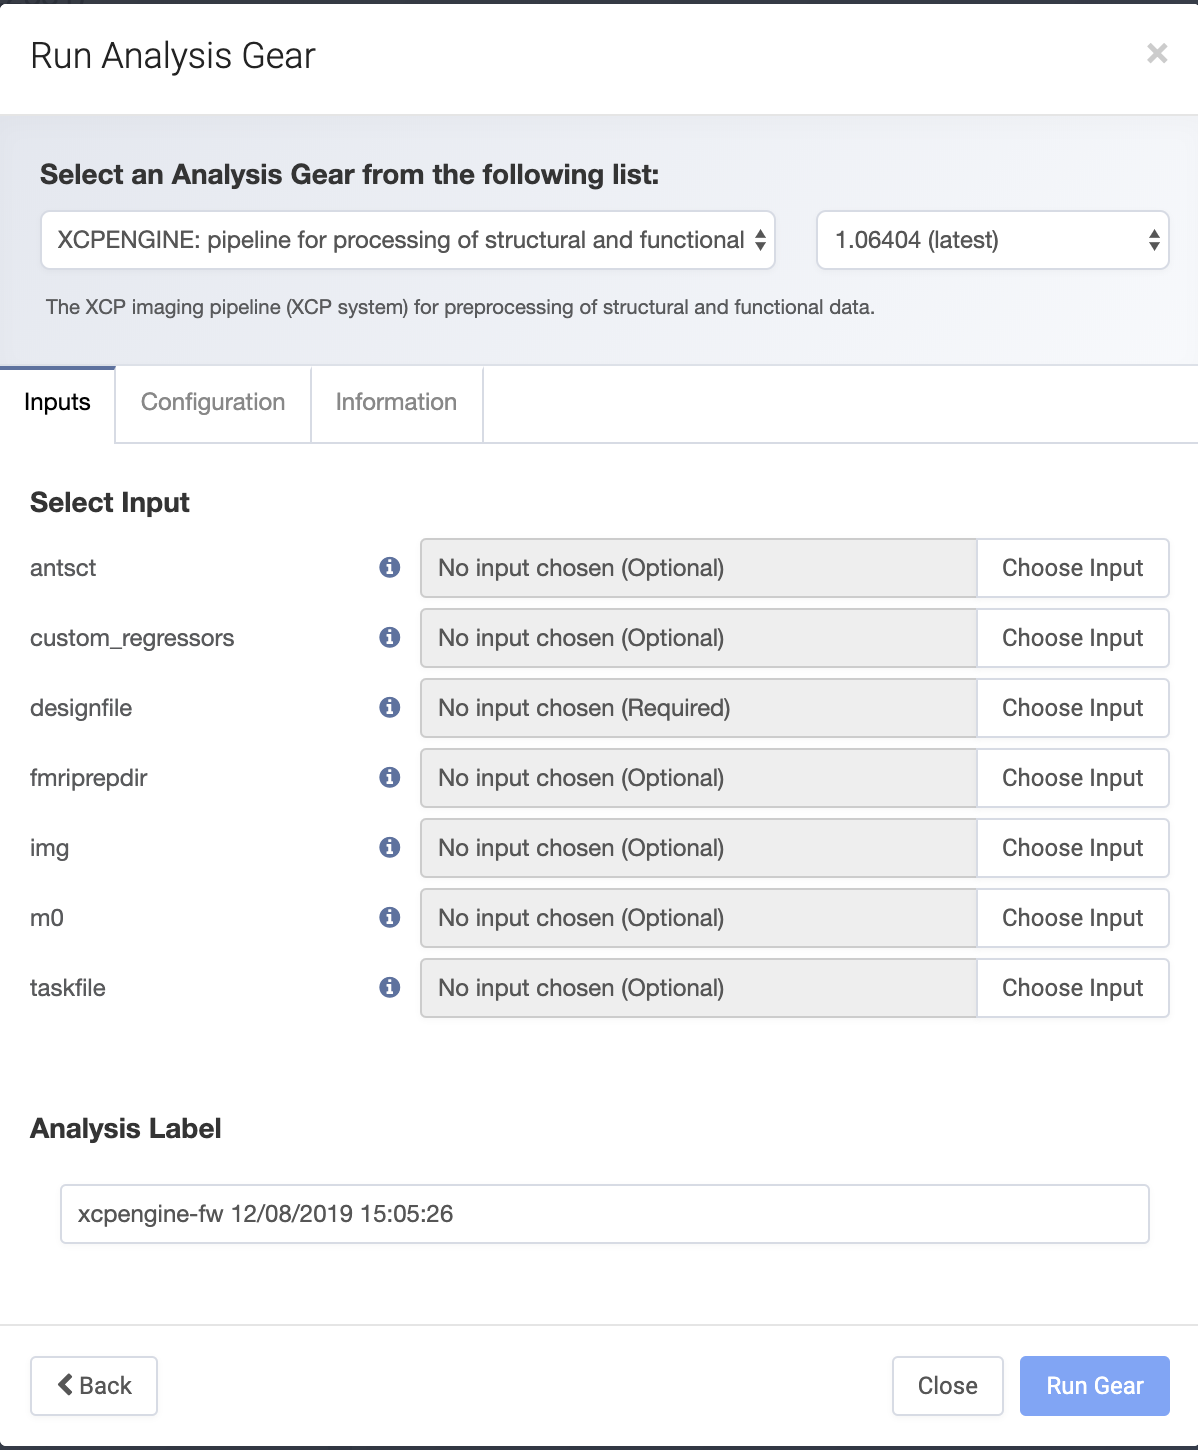 Run Analysis Gear
Select an Analysis Gear from the following list:
XCPENGINE: pipeline for processing of structural and functional
1.06404 (latest)
The XCP imaging pipeline (XCP system) for preprocessing of structural and functional data.
Inputs Configuration Information
Select Input
antsct No input chosen (Optional) Choose Input
custom_regressors No input chosen (Optional) Choose Input
designfile No input chosen (Required) Choose Input
fmriprepdir No input chosen (Optional) Choose Input
img No input chosen (Optional) Choose Input
m0 No input chosen (Optional) Choose Input
taskfile No input chosen (Optional) Choose Input
Analysis Label
xcpengine-fw 12/08/2019 15:05:26
Back Close Run Gear